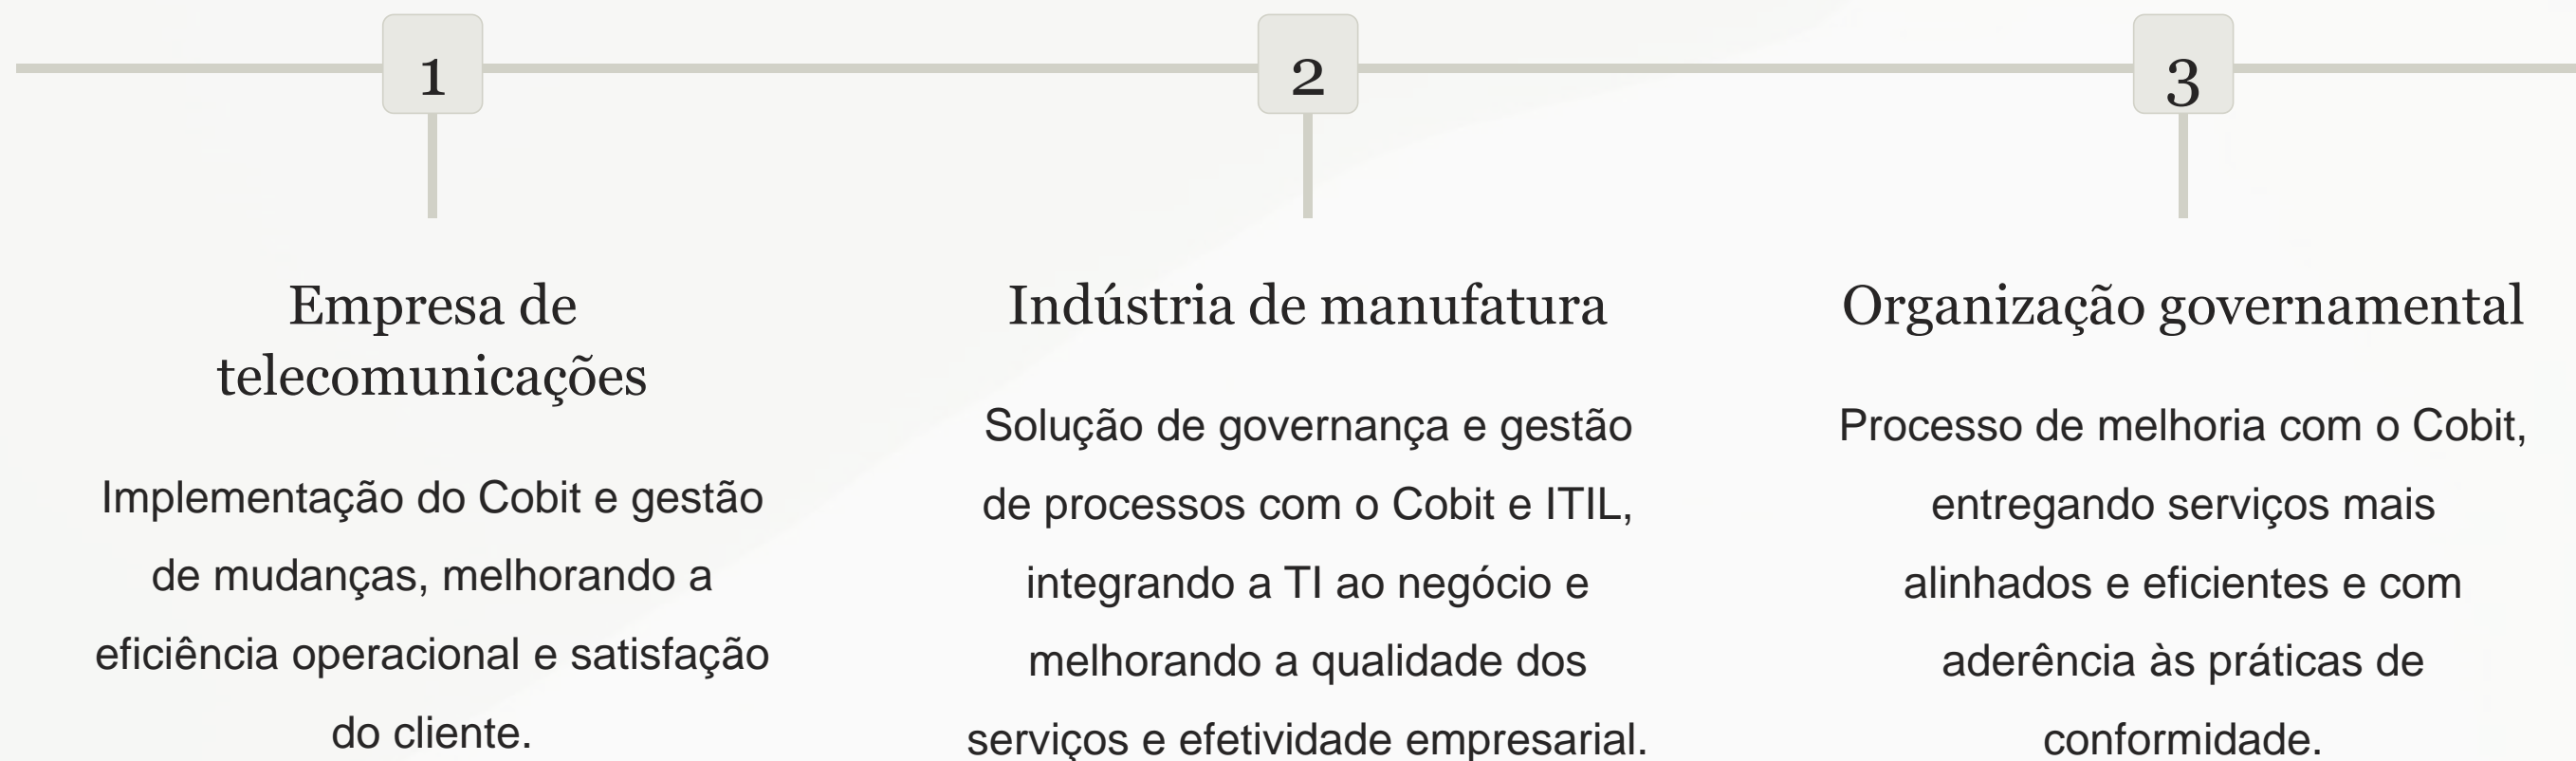 1
Empresa de
telecomunicações
Implementação do Cobit e gestão
de mudanças, melhorando a
eficiência operacional e satisfação
do cliente.
2
Indústria de manufatura
Solução de governança e gestão
de processos com o Cobit e ITIL,
integrando a TI ao negócio e
melhorando a qualidade dos
serviços e efetividade empresarial.
3
Organização governamental
Processo de melhoria com o Cobit,
entregando serviços mais
alinhados e eficientes e com
aderência às práticas de
conformidade.